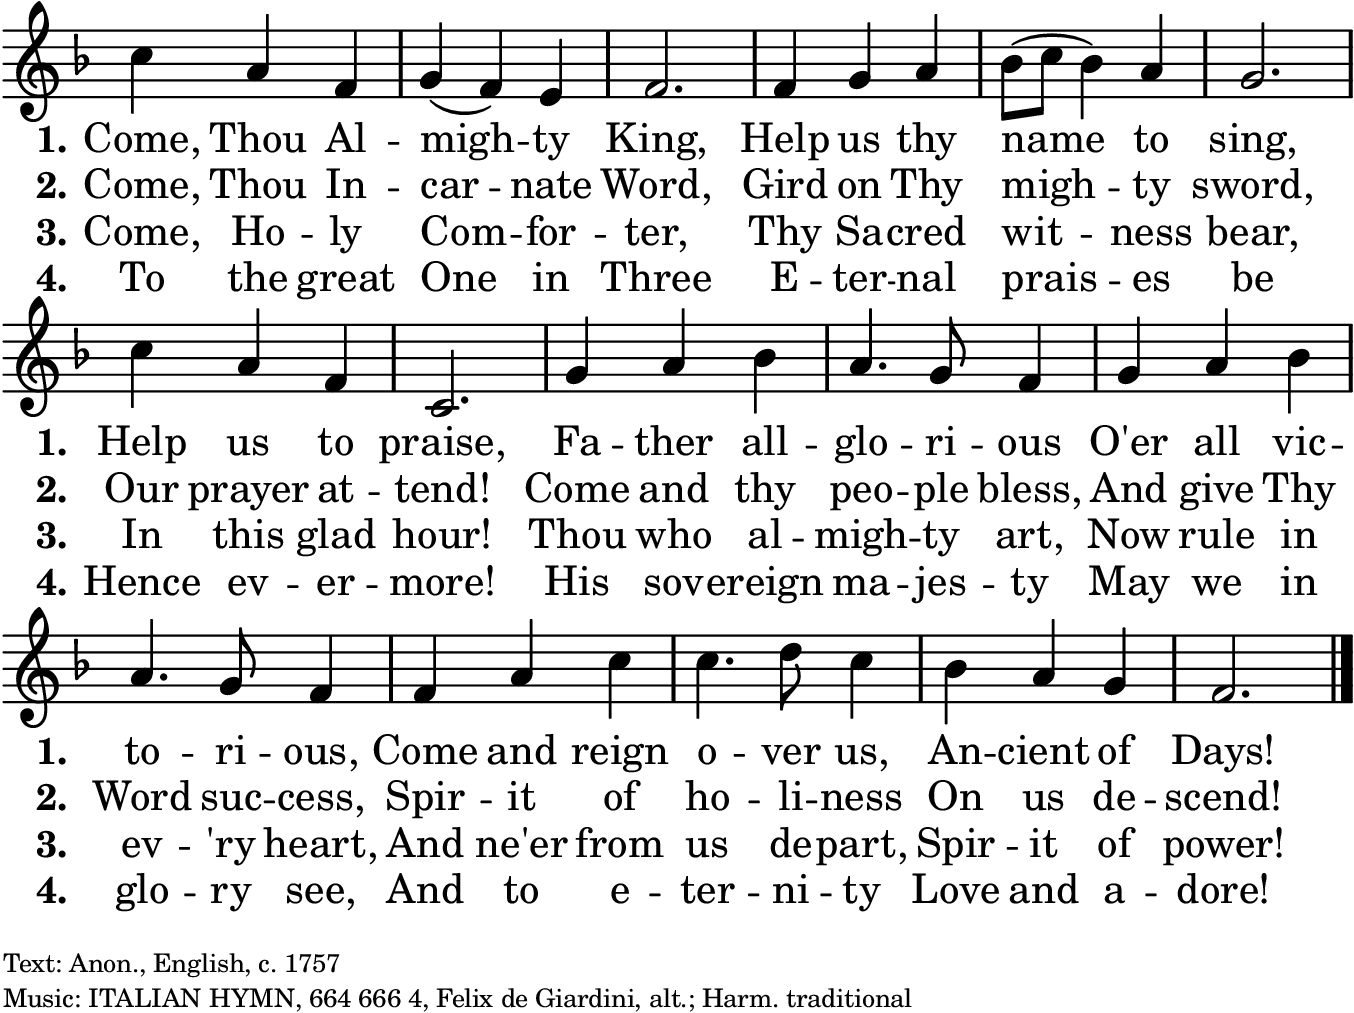 1. Come, Thou Al - migh - ty King, Help us thy name to sing,
2. Come, Thou In - car - nate Word, Gird on Thy migh - ty sword,
3. Come, Ho - ly Com - for - ter, Thy Sacred wit - ness bear,
4. To the great One in Three E - ter - nal prais - es be
1. Help us to praise, Fa - ther all - glo - ri - ous O'er all vic -
2. Our prayer at - tend! Come and thy peo - ple bless, And give Thy
3. In this glad hour! Thou who al - migh - ty art, Now rule in
4. Hence ev - er - more! His sovereign ma - jes - ty May we in
1. to - ri - ous, Come and reign o - ver us, An - cient of Days!
2. Word suc - cess, Spir - it of ho - li - ness On us de - scend!
3. ev - 'ry heart, And ne'er from us depart, Spir - it of power!
4. glo - ry see, And to e - ter - ni - ty Love and a - dore!
Text: Anon., English, c. 1757
Music: ITALIAN HYMN, 664 666 4, Felix de Giardini, alt.; Harm. traditional